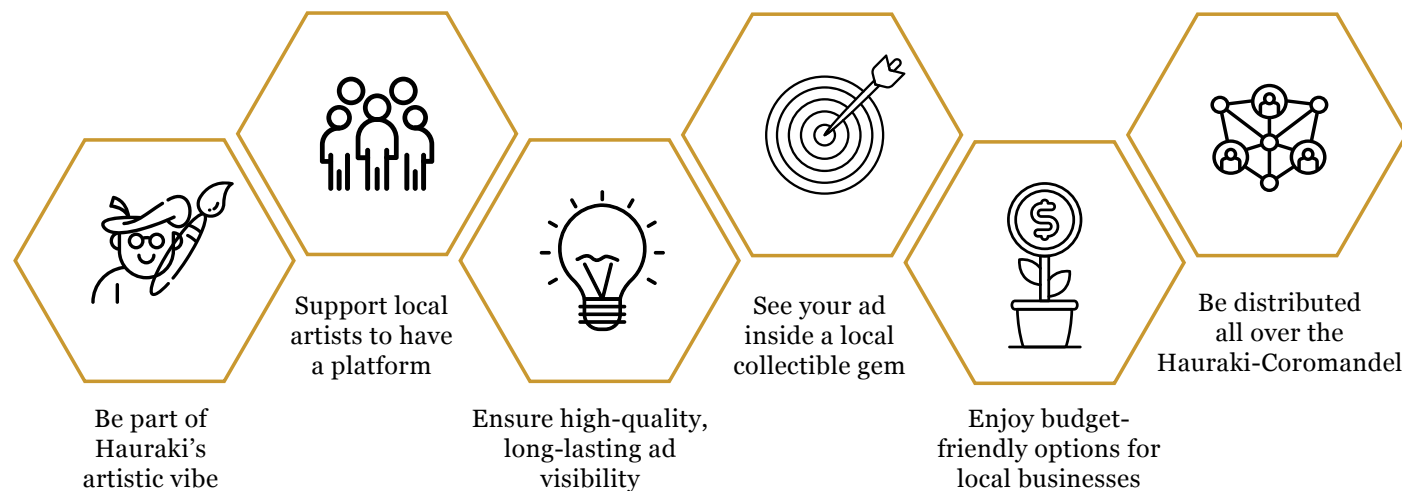 Be part of
Hauraki’s
artistic vibe
Support local
artists to have
a platform
Ensure high-quality,
long-lasting ad
visibility
See your ad
inside a local
collectible gem
Enjoy budget-
friendly options for
local businesses
Be distributed
all over the
Hauraki-Coromandel